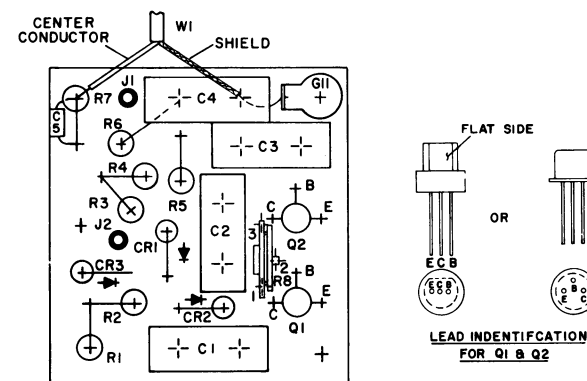 CENTER
CONDUCTOR
W1
SHIELD
J1
G11
R7
C4
C5
R6
C3
FLAT SIDE
R4
R5
B
R3
C
E
OR
J2
CR1
C2
3
Q2
2
B
E C B
CR3
R8
1
C
E
E C B
B
E C
R2
CR2
Q1
R1
C1
LEAD INDENTIFCATION
FOR Q1 & Q2